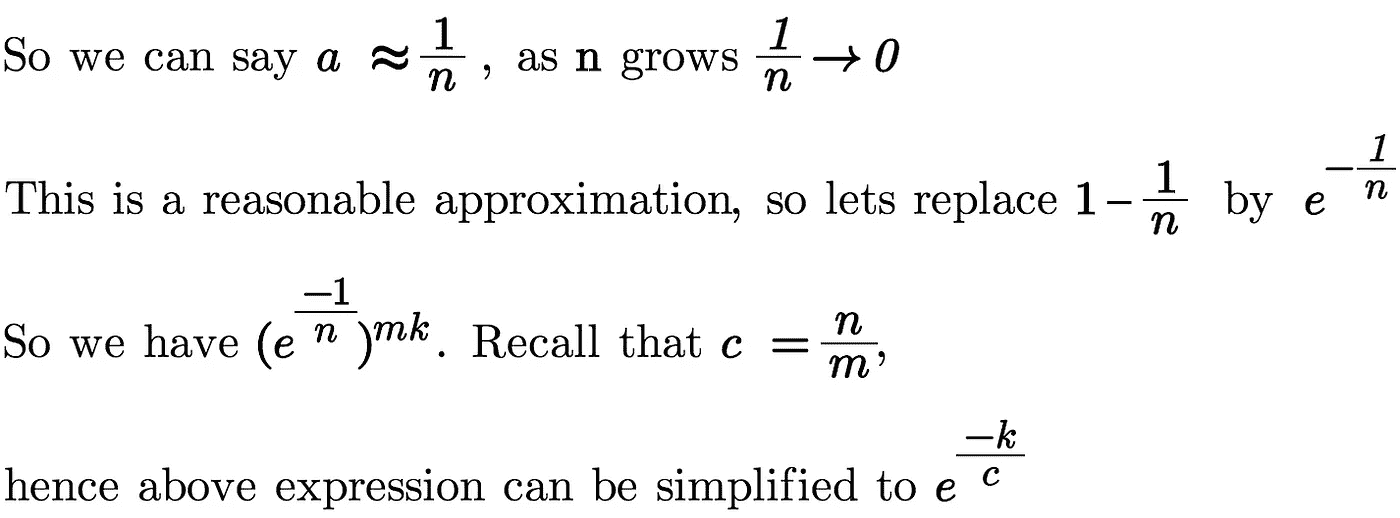 So we can say a ≈ 1/n , as n grows 1/n → 0
This is a reasonable approximation, so lets replace 1 − 1/n by e^(−1/n)
So we have (e^(−1/n))^mk. Recall that c = n/m,
hence above expression can be simplified to e^(−k/c)